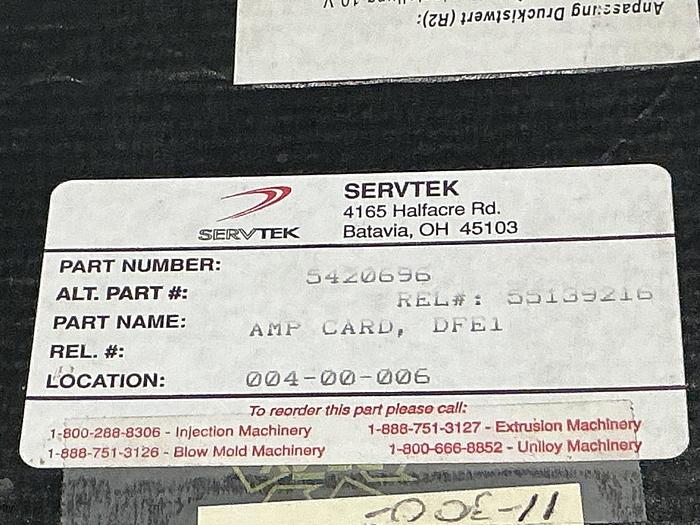 Anpassung Druckistwert (R2):
SERVTEK
SERVTEK
4165 Halfacre Rd.
Batavia, OH 45103
PART NUMBER: 5420696
ALT. PART #: REL#: 55139216
PART NAME: AMP CARD, DFE1
REL. #:
LOCATION: 004-00-006
To reorder this part please call:
1-800-288-8306 - Injection Machinery
1-888-751-3127 - Extrusion Machinery
1-888-751-3126 - Blow Mold Machinery
1-800-666-8852 - Uniloy Machinery